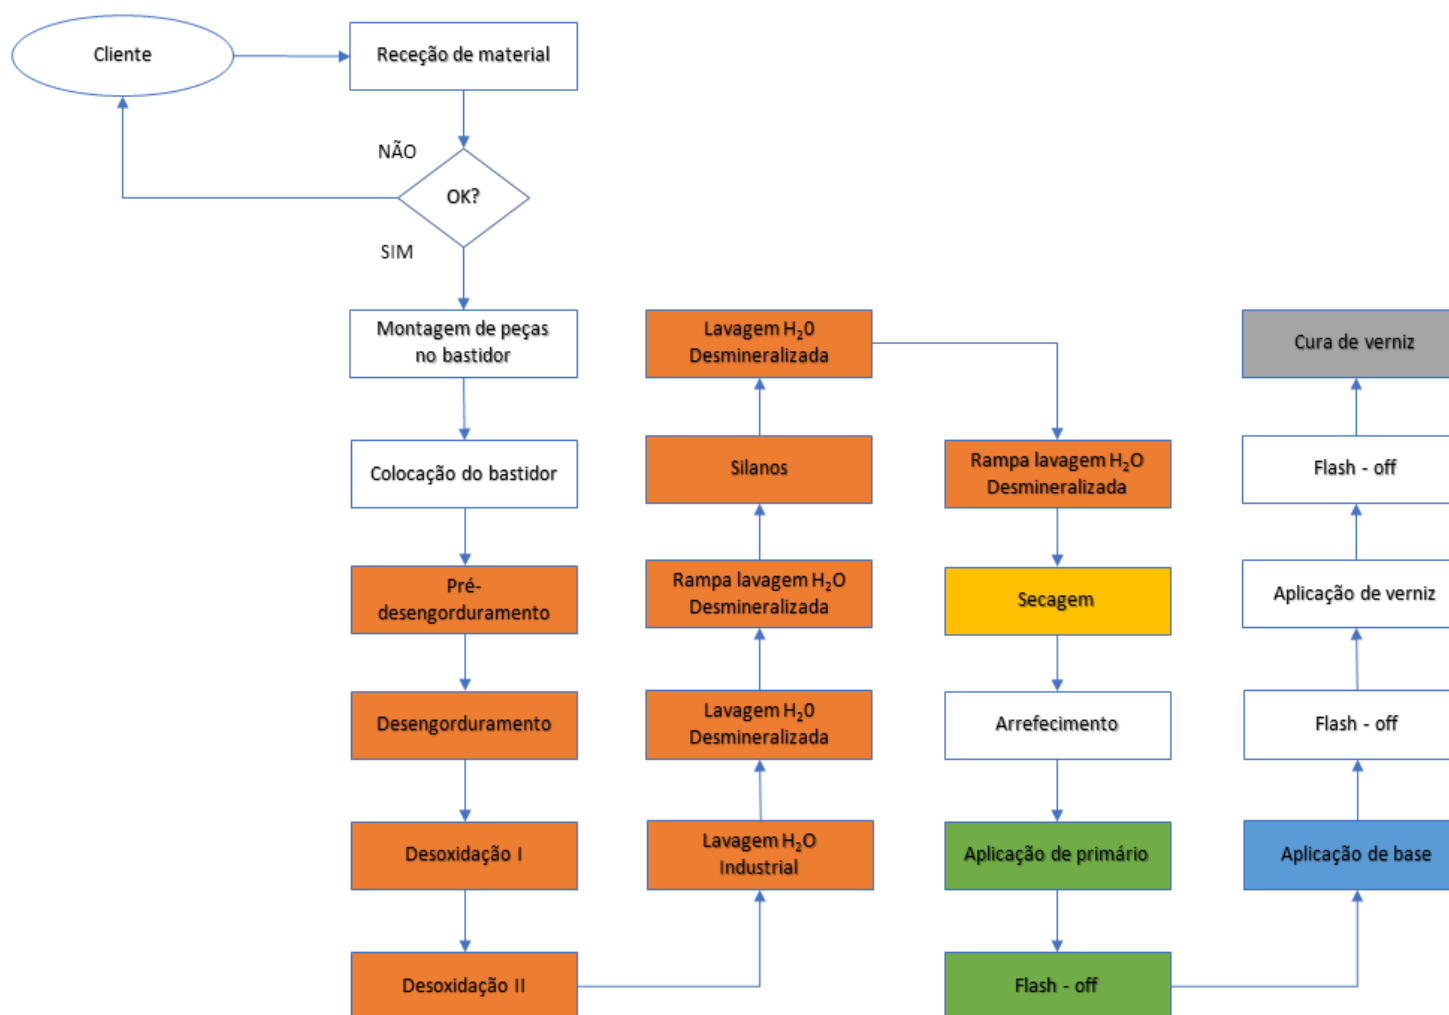 Cliente
Receção de material
NÃO
OK?
SIM
Montagem de peças
no bastidor
Colocação do bastidor
Pré-
desengorduramento
Desengorduramento
Desoxidação I
Desoxidação II
Lavagem H₂O
Industrial
Lavagem H₂0
Desmineralizada
Rampa lavagem H₂O
Desmineralizada
Silanos
Lavagem H₂0
Desmineralizada
Rampa lavagem H₂O
Desmineralizada
Secagem
Arrefecimento
Aplicação de primário
Flash - off
Aplicação de base
Flash - off
Aplicação de verniz
Flash - off
Cura de verniz